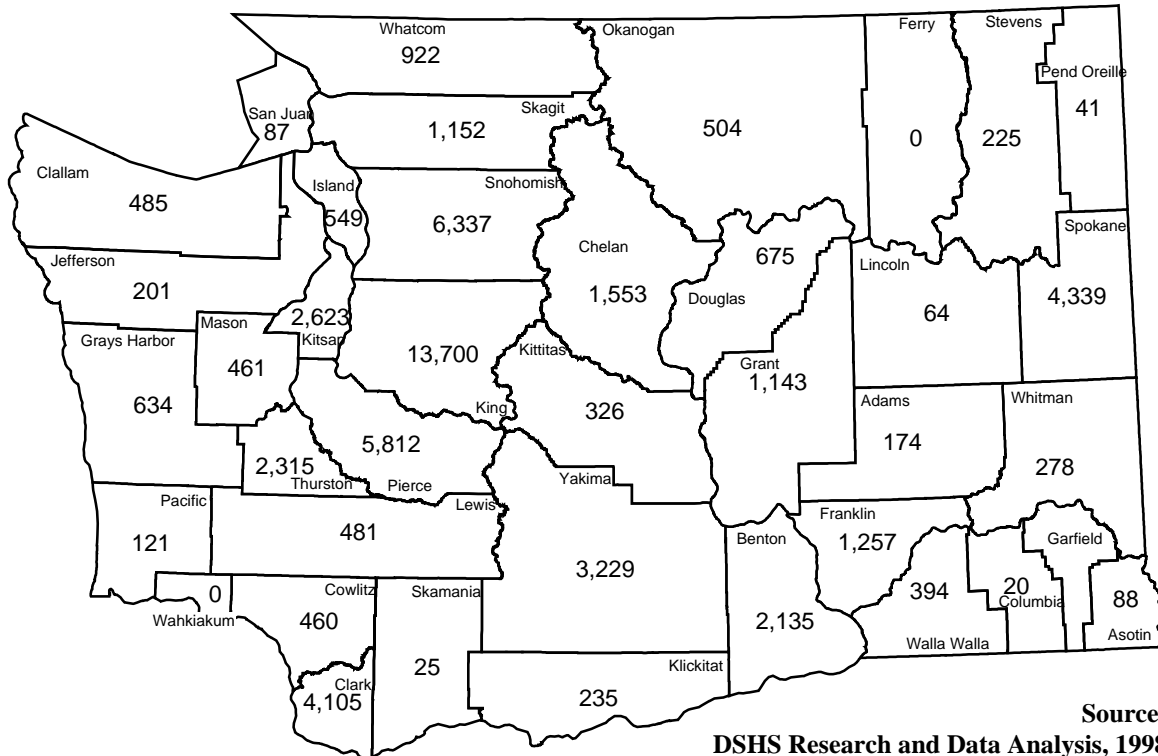 Whatcom
922
Okanogan
504
Ferry
0
Stevens
225
Pend Oreille
41
San Juan
87
Skagit
1,152
Clallam
485
Island
549
Snohomish
6,337
Chelan
1,553
Douglas
675
Lincoln
64
Spokane
4,339
Jefferson
201
Kitsap
2,623
Mason
461
Grays Harbor
634
King
13,700
Kittitas
326
Grant
1,143
Adams
174
Whitman
278
Thurston
2,315
Pierce
5,812
Pacific
121
Lewis
481
Yakima
3,229
Benton
2,135
Franklin
1,257
Walla Walla
394
Columbia
20
Garfield
Asotin
88
Wahkiakum
0
Cowlitz
460
Skamania
25
Clark
4,105
Klickitat
235
Source
DSHS Research and Data Analysis, 1998